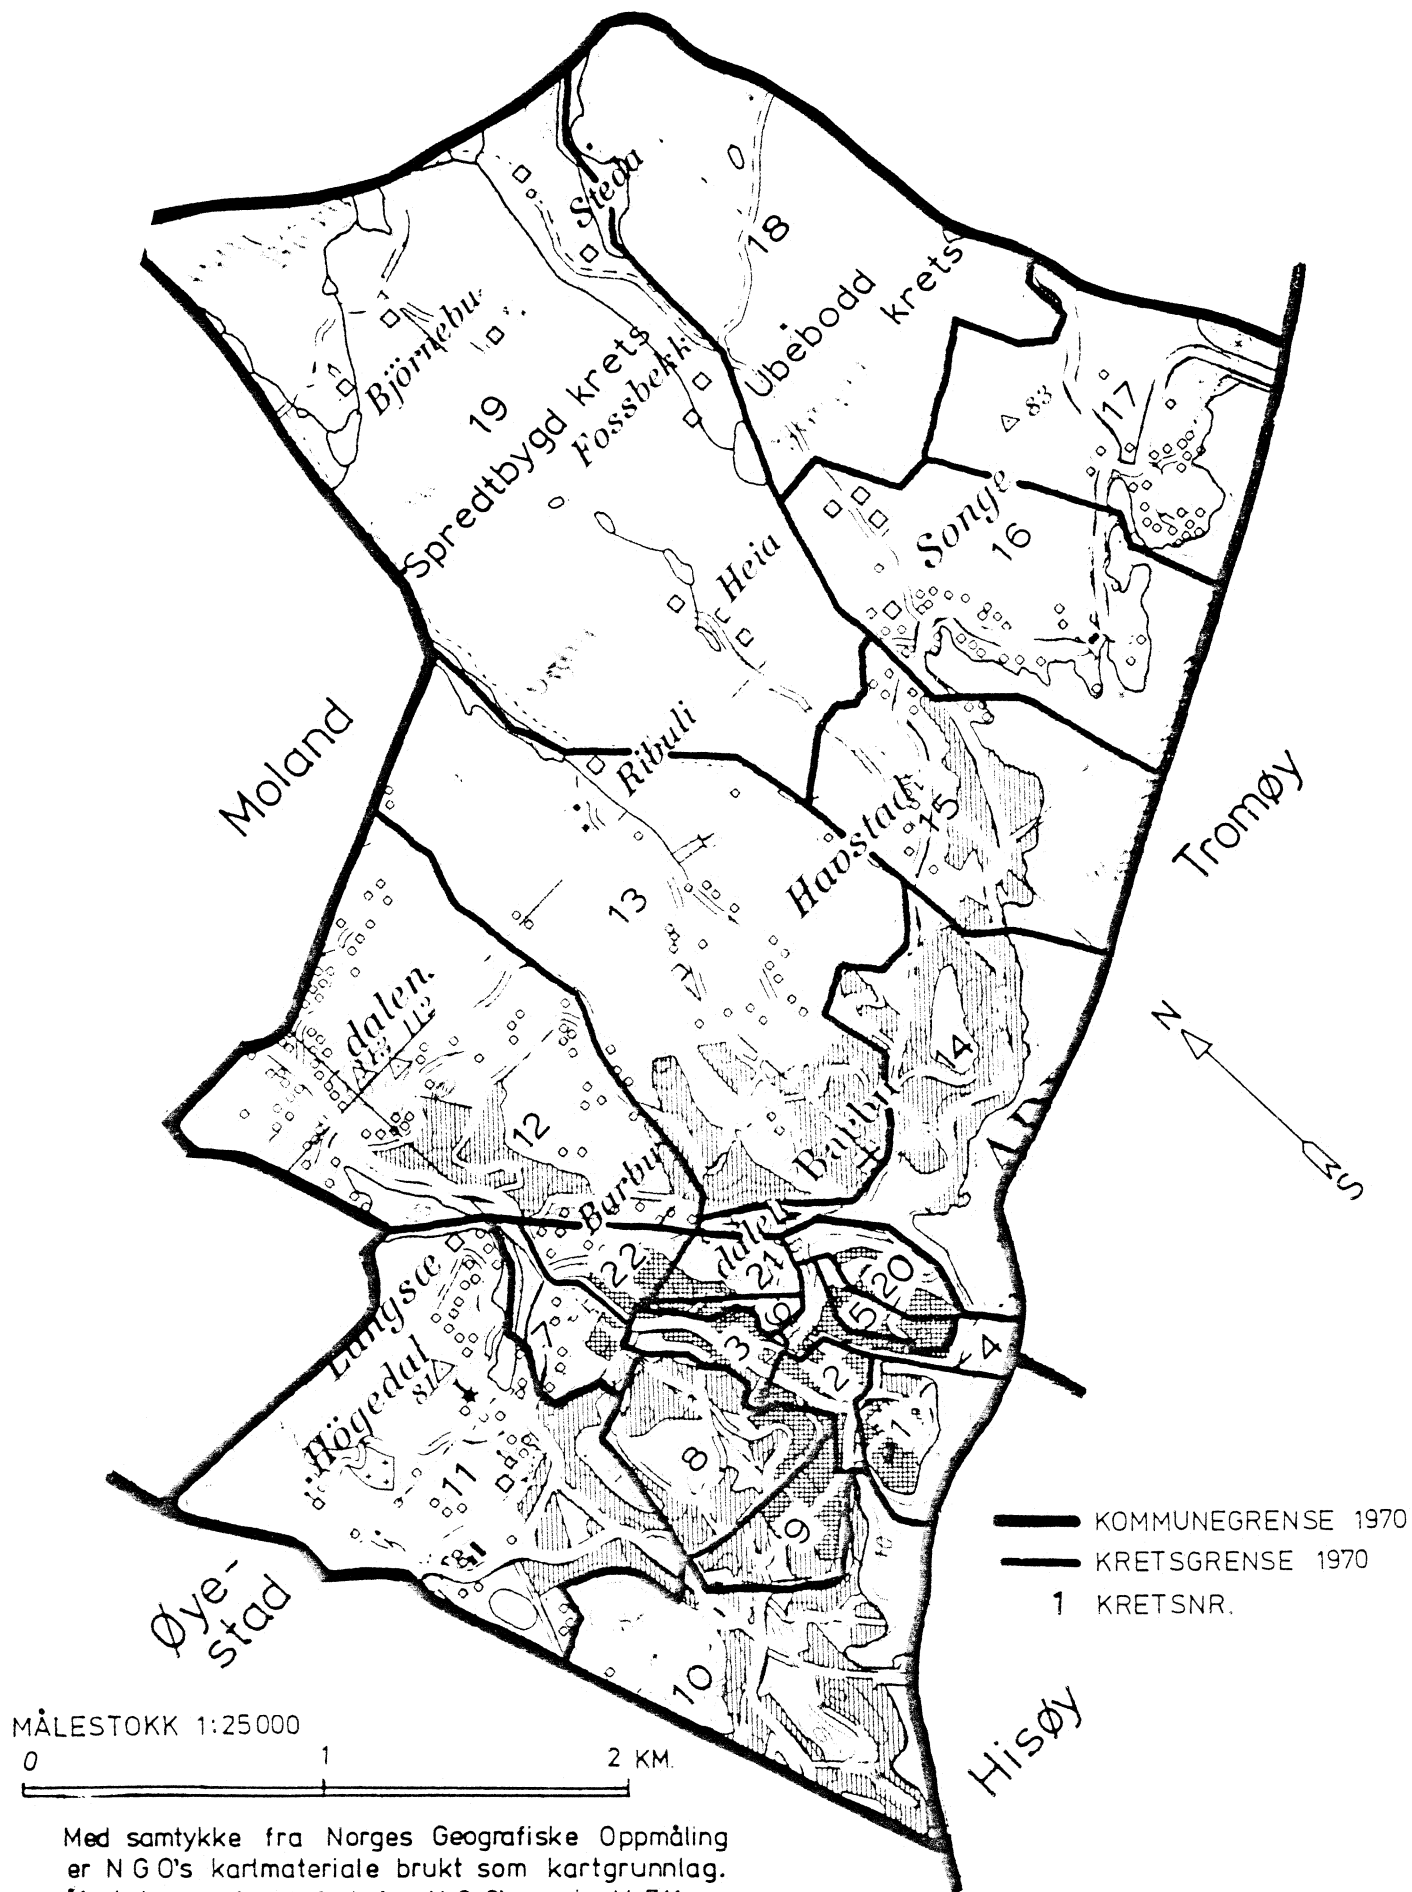 Steda
18
Ubebodd
krets
Björnebu
19
Spredtbygd krets
Fossbekk
83
17
Songe
16
Heia
Moland
Ribuli
Tromøy
Havstad
15
13
dalen.
112
14
N
S
12
Barbu
Barbu
dalen
22
21
20
Langsæ
7
6
5
3
4
2
Högedal
81
1
8
11
9
KOMMUNEGRENSE 1970
KRETSGRENSE 1970
1 KRETSNR.
Øye-
stad
10
Hisøy
MÅLESTOKK 1:25000
0 1 2 KM.
Med samtykke fra Norges Geografiske Oppmåling
er NGO's kartmateriale brukt som kartgrunnlag.